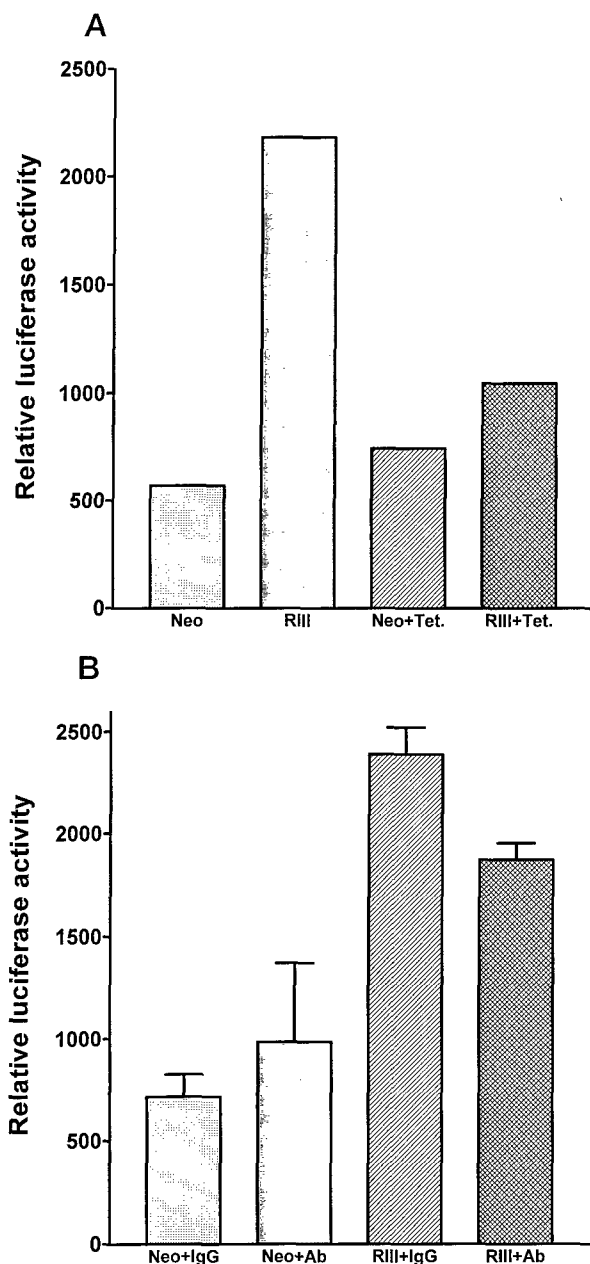 A
Relative luciferase activity
2500
2000
1500
1000
500
0
Neo
RIII
Neo+Tet.
RIII+Tet.
B
Relative luciferase activity
2500
2000
1500
1000
500
0
Neo+IgG
Neo+Ab
RIII+IgG
RIII+Ab